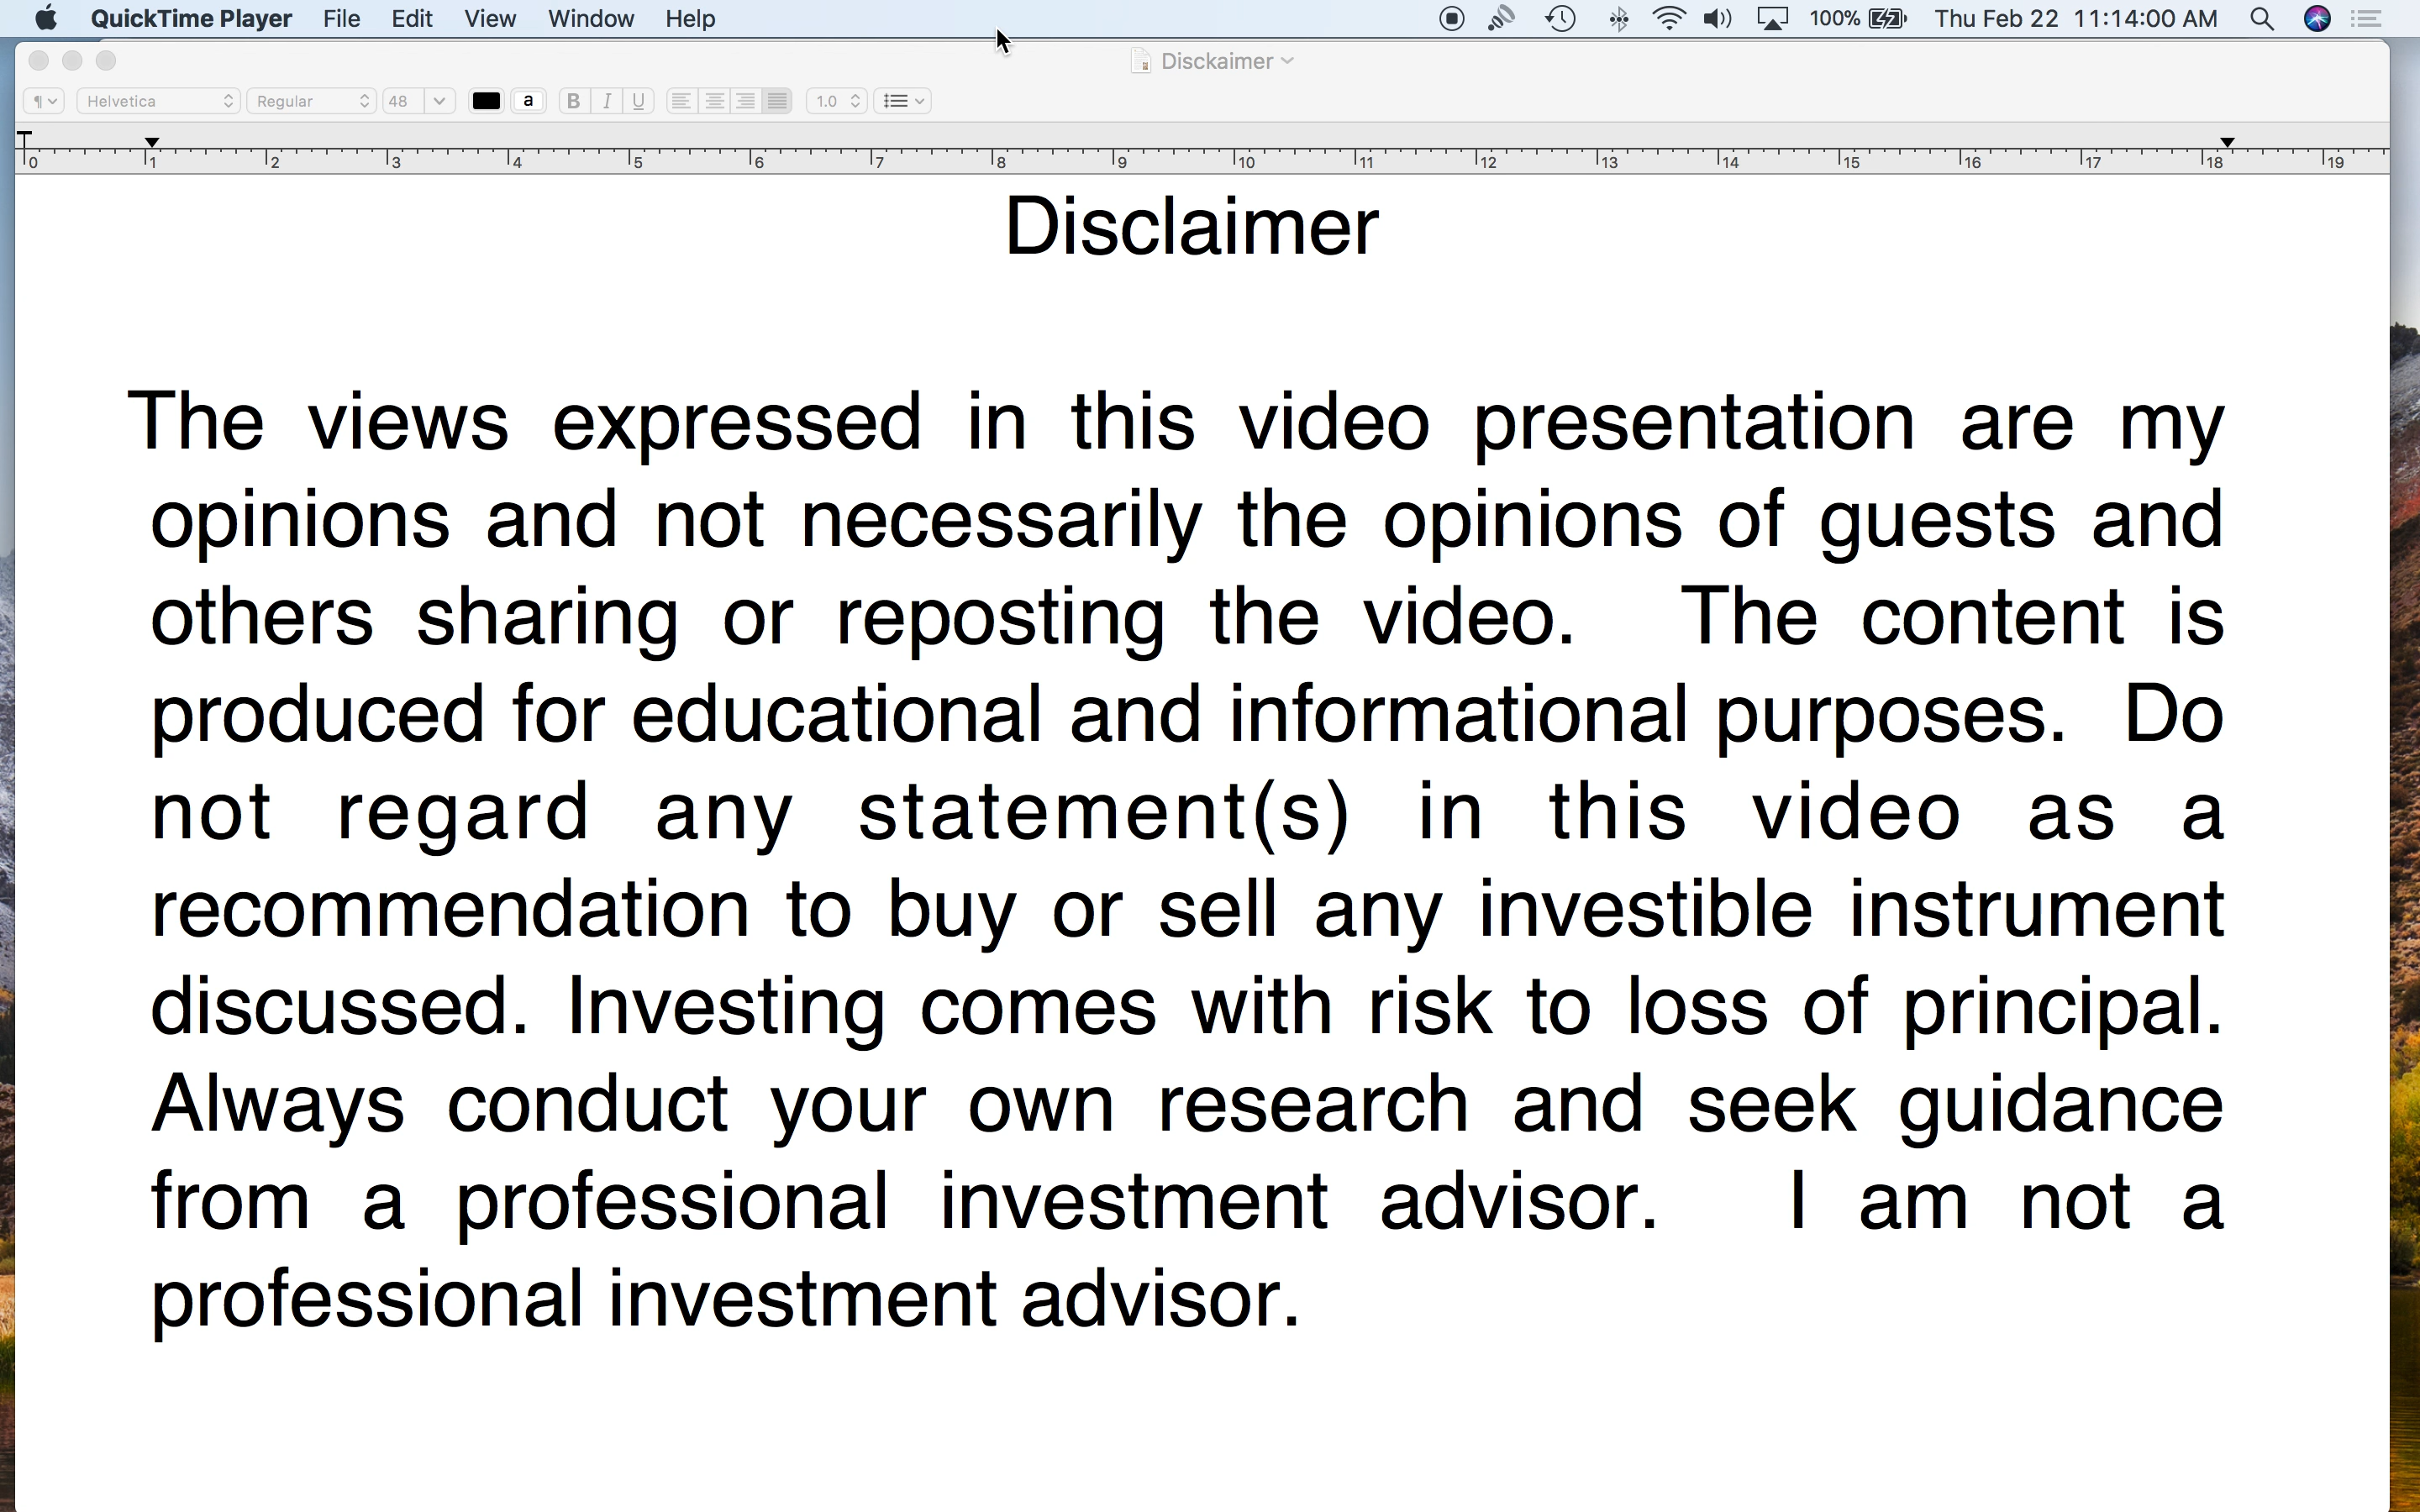 QuickTime Player File Edit View Window Help 100% Thu Feb 22 11:14:00 AM
Disckaimer
¶ Helvetica Regular 48 a B I U 1.0
0 1 2 3 4 5 6 7 8 9 10 11 12 13 14 15 16 17 18 19
Disclaimer
The views expressed in this video presentation are my
opinions and not necessarily the opinions of guests and
others sharing or reposting the video. The content is
produced for educational and informational purposes. Do
not regard any statement(s) in this video as a
recommendation to buy or sell any investible instrument
discussed. Investing comes with risk to loss of principal.
Always conduct your own research and seek guidance
from a professional investment advisor. I am not a
professional investment advisor.